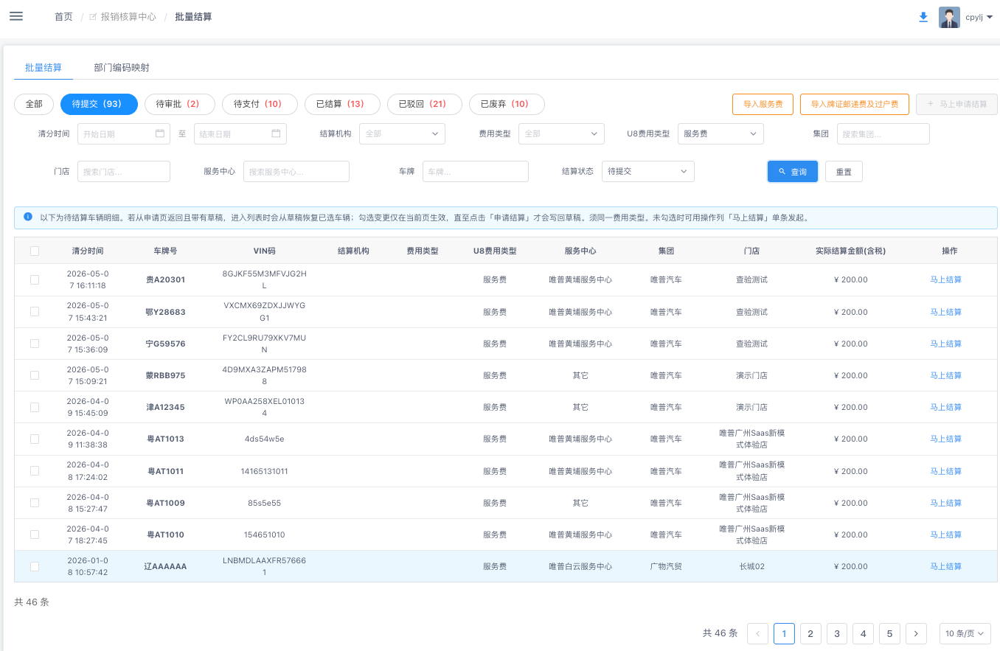 首页 / 报销核算中心 / 批量结算
cpylj
批量结算 部门编码映射
全部 待提交 (93) 待审批 (2) 待支付 (10) 已结算 (13) 已驳回 (21) 已废弃 (10) 导入服务费 导入牌证邮递费及过户费 + 马上申请结算
清分时间 开始日期 至 结束日期 结算机构 全部 费用类型 全部 U8费用类型 服务费 集团 搜索集团...
门店 搜索门店... 服务中心 搜索服务中心... 车牌 车牌... 结算状态 待提交 查询 重置
以下为待结算车辆明细。若从申请页返回且带有草稿，进入列表时会从草稿恢复已选车辆；勾选变更仅在当前页生效，直至点击「申请结算」才会写回草稿。须同一费用类型。未勾选时可用操作列「马上结算」单条发起。
清分时间 车牌号 VIN码 结算机构 费用类型 U8费用类型 服务中心 集团 门店 实际结算金额(含税) 操作
2026-05-0 8GJKF55M3MFVJG2H
7 16:11:18 贵A20301 L 服务费 唯普黄埔服务中心 唯普汽车 查验测试 ¥ 200.00 马上结算
2026-05-0 VXCMX69ZDXJJWYG
7 15:43:21 鄂Y28683 G1 服务费 唯普黄埔服务中心 唯普汽车 查验测试 ¥ 200.00 马上结算
2026-05-0 FY2CL9RU79XKV7MU
7 15:36:09 宁G59576 N 服务费 唯普黄埔服务中心 唯普汽车 查验测试 ¥ 200.00 马上结算
2026-05-0 4D9MXA3ZAPM51798
7 15:09:21 蒙RBB975 8 服务费 其它 唯普汽车 演示门店 ¥ 200.00 马上结算
2026-04-0 WP0AA258XEL01013
9 15:45:09 津A12345 4 服务费 其它 唯普汽车 演示门店 ¥ 200.00 马上结算
2026-04-0 唯普广州Saas新模
9 11:38:38 粤AT1013 4ds54w5e 服务费 唯普黄埔服务中心 唯普汽车 式体验店 ¥ 200.00 马上结算
2026-04-0 唯普广州Saas新模
8 17:24:02 粤AT1011 14165131011 服务费 唯普黄埔服务中心 唯普汽车 式体验店 ¥ 200.00 马上结算
2026-04-0 唯普广州Saas新模
8 15:27:47 粤AT1009 85s5e55 服务费 其它 唯普汽车 式体验店 ¥ 200.00 马上结算
2026-04-0 唯普广州Saas新模
7 18:27:45 粤AT1010 154651010 服务费 唯普黄埔服务中心 唯普汽车 式体验店 ¥ 200.00 马上结算
2026-01-0 LNBMDLAAXFR57666
8 10:57:42 辽AAAAAA 1 服务费 唯普白云服务中心 广物汽贸 长城02 ¥ 200.00 马上结算
共 46 条
共 46 条 1 2 3 4 5 10 条/页